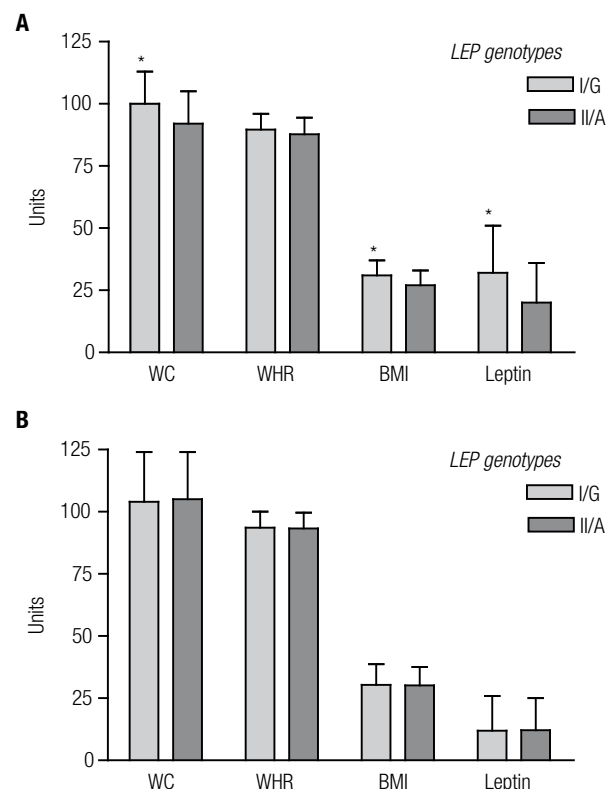 A
125
100
75
50
25
0
Units
LEP genotypes
I/G
II/A
*
*
*
WC WHR BMI Leptin
B
125
100
75
50
25
0
Units
LEP genotypes
I/G
II/A
WC WHR BMI Leptin